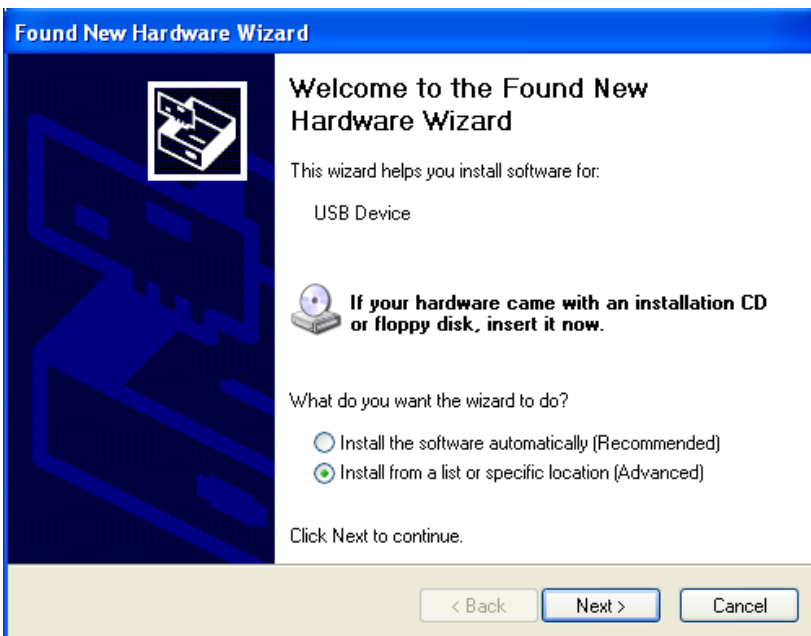 Found New Hardware Wizard
Welcome to the Found New
Hardware Wizard
This wizard helps you install software for:
USB Device
If your hardware came with an installation CD
or floppy disk, insert it now.
What do you want the wizard to do?
Install the software automatically (Recommended)
Install from a list or specific location (Advanced)
Click Next to continue.
< Back Next > Cancel